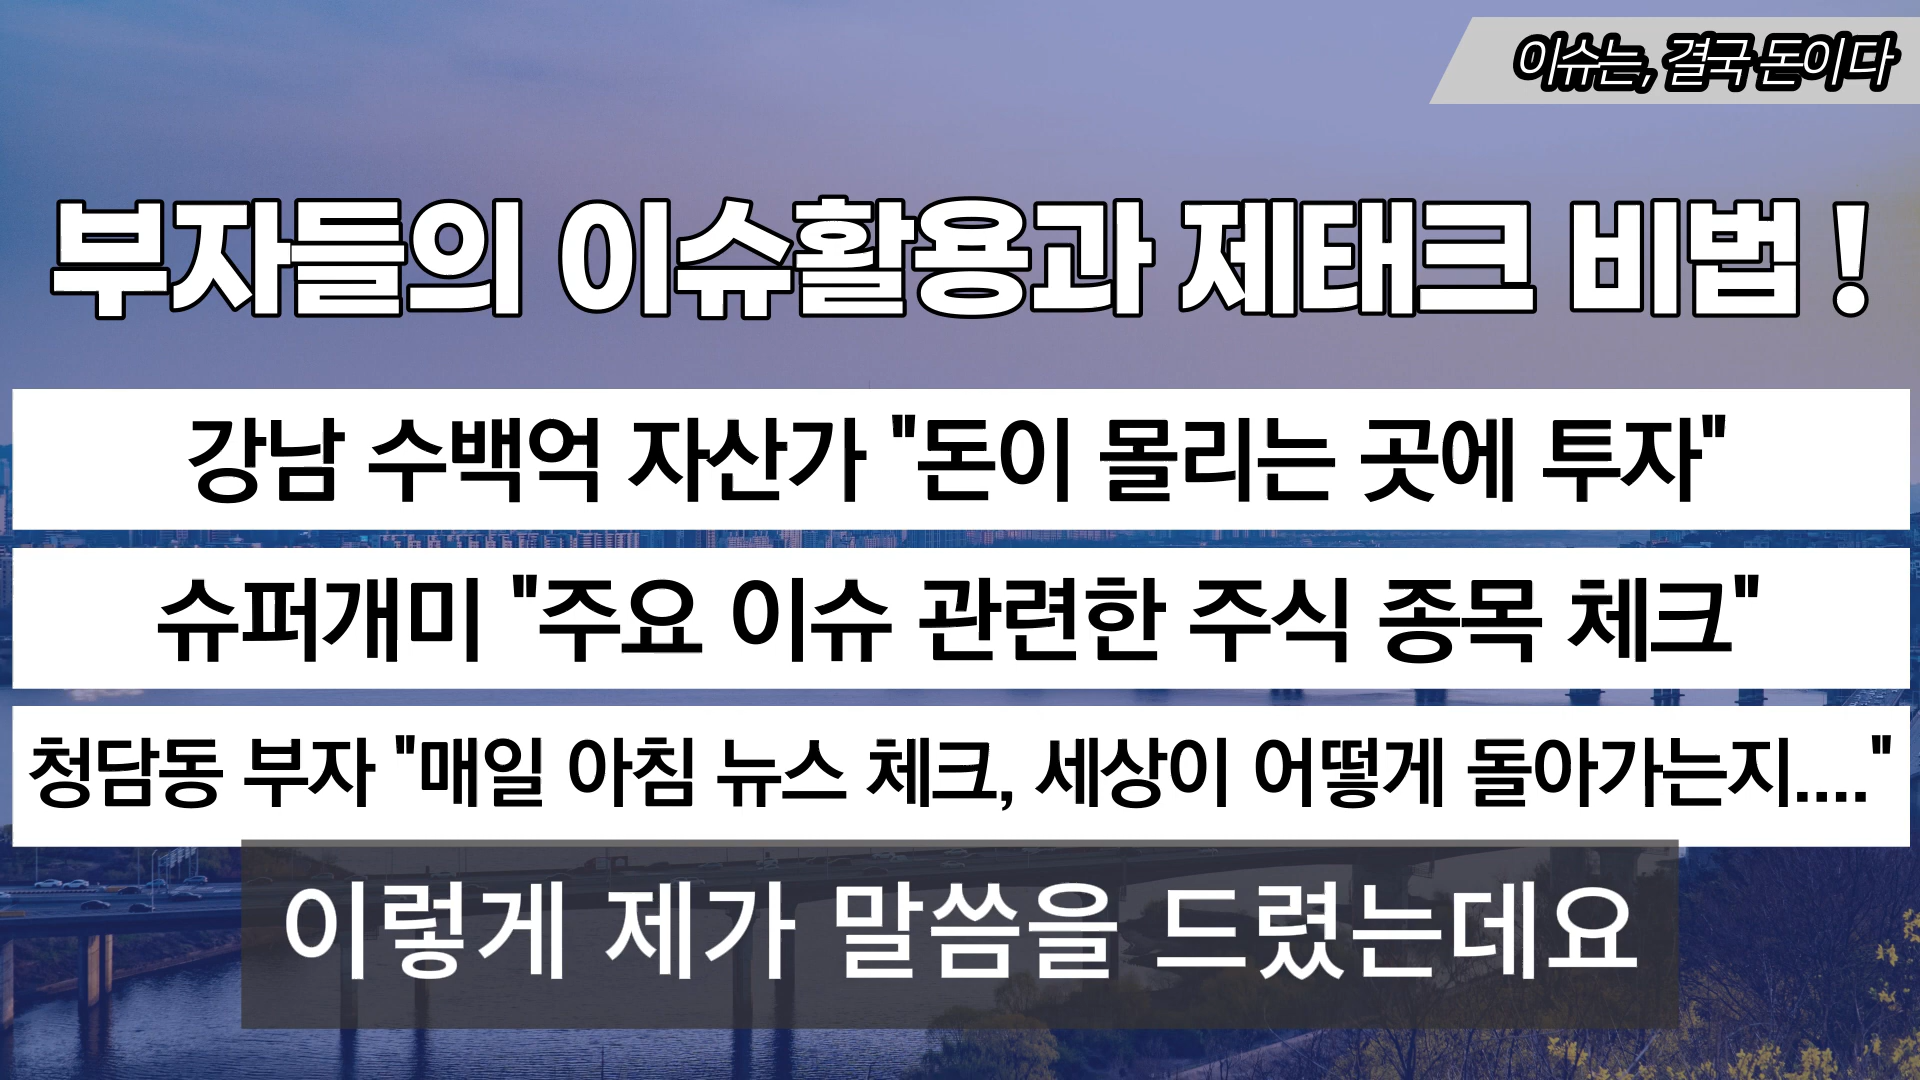 이슈는, 결국 돈이다
부자들의 이슈활용과 제태크 비법 !
강남 수백억 자산가 "돈이 몰리는 곳에 투자"
슈퍼개미 "주요 이슈 관련한 주식 종목 체크"
청담동 부자 "매일 아침 뉴스 체크, 세상이 어떻게 돌아가는지...."
이렇게 제가 말씀을 드렸는데요